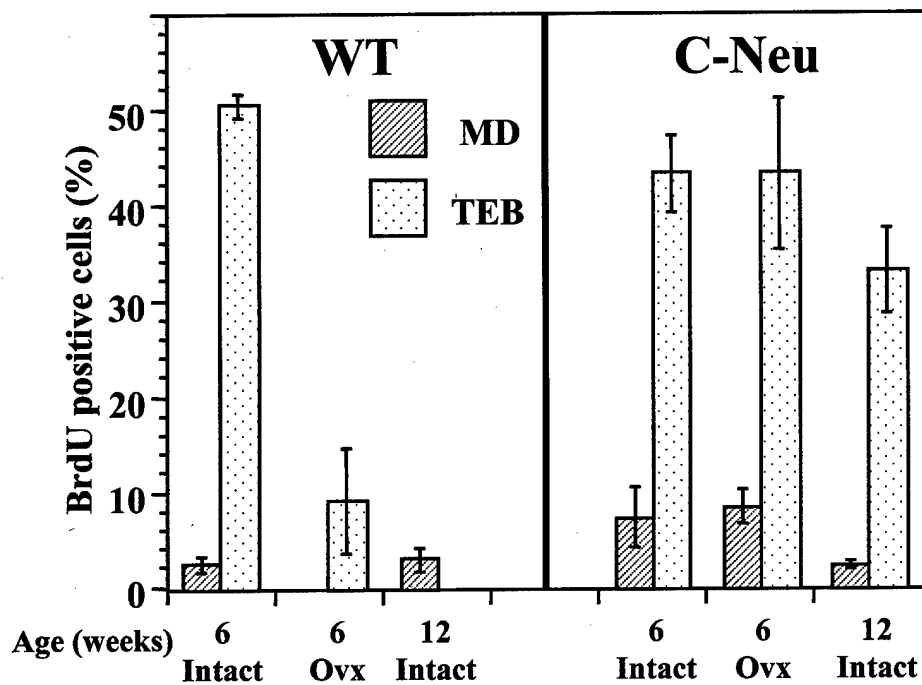 WT
C-Neu
MD
TEB
BrdU positive cells (%)
50
40
30
20
10
0
Age (weeks)
6 6 12 6 6 12
Intact Ovx Intact Intact Ovx Intact